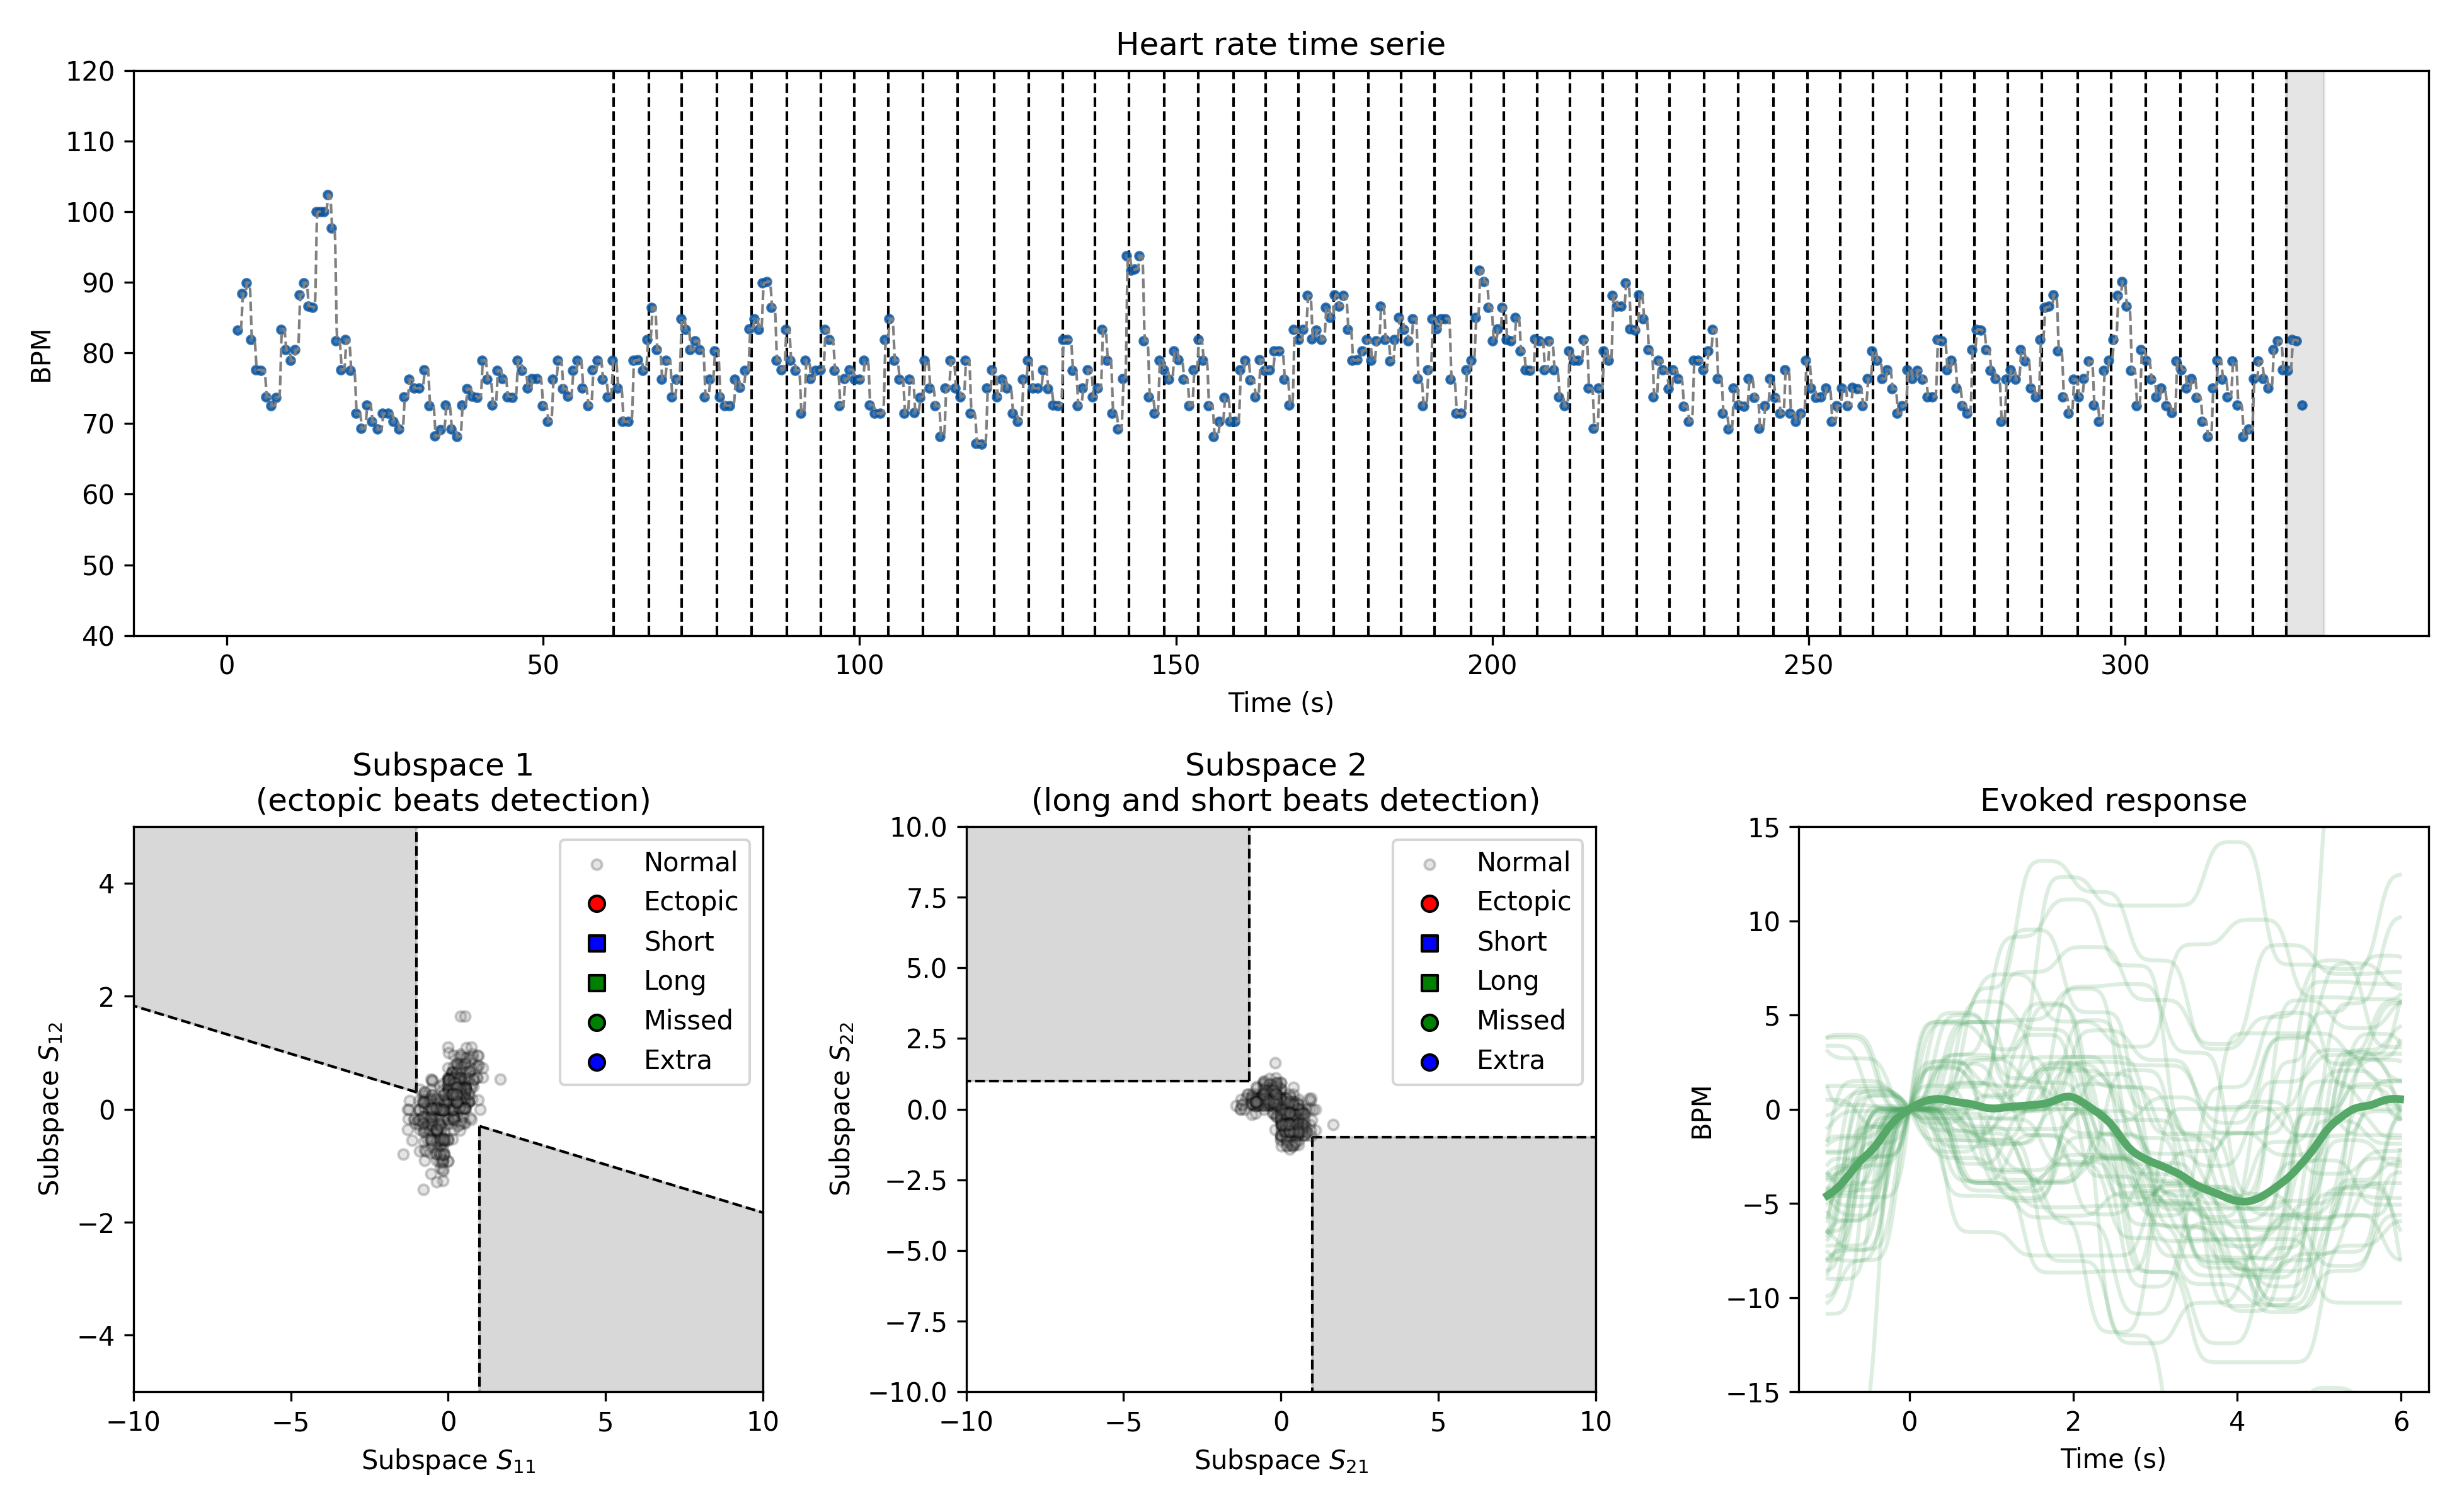 Heart rate time serie
120
110
100
90
80
70
60
50
40
BPM
0 50 100 150 200 250 300
Time (s)
Subspace 1
(ectopic beats detection)
4
2
0
−2
−4
Subspace S12
Normal
Ectopic
Short
Long
Missed
Extra
−10 −5 0 5 10
Subspace S11
Subspace 2
(long and short beats detection)
10.0
7.5
5.0
2.5
0.0
−2.5
−5.0
−7.5
−10.0
Subspace S22
Normal
Ectopic
Short
Long
Missed
Extra
−10 −5 0 5 10
Subspace S21
Evoked response
15
10
5
0
−5
−10
−15
BPM
0 2 4 6
Time (s)